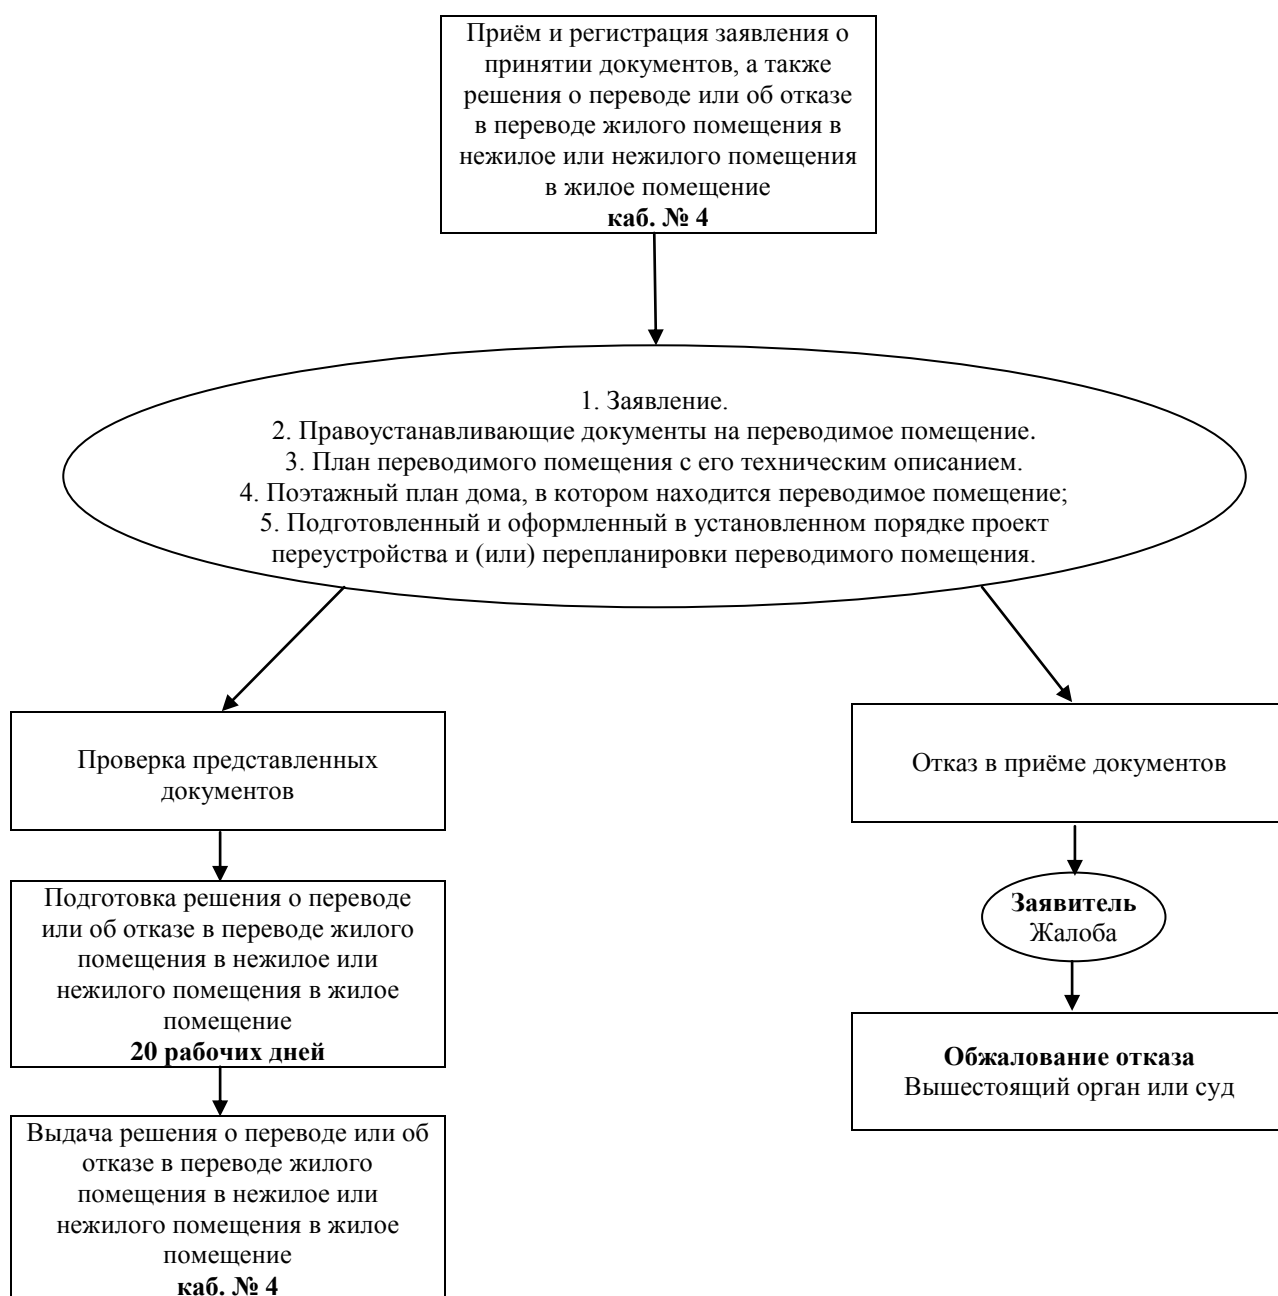 Приём и регистрация заявления о
принятии документов, а также
решения о переводе или об отказе
в переводе жилого помещения в
нежилое или нежилого помещения
в жилое помещение
каб. № 4
1. Заявление.
2. Правоустанавливающие документы на переводимое помещение.
3. План переводимого помещения с его техническим описанием.
4. Поэтажный план дома, в котором находится переводимое помещение;
5. Подготовленный и оформленный в установленном порядке проект
переустройства и (или) перепланировки переводимого помещения.
Проверка представленных
документов
Подготовка решения о переводе
или об отказе в переводе жилого
помещения в нежилое или
нежилого помещения в жилое
помещение
20 рабочих дней
Выдача решения о переводе или об
отказе в переводе жилого
помещения в нежилое или
нежилого помещения в жилое
помещение
каб. № 4
Отказ в приёме документов
Заявитель
Жалоба
Обжалование отказа
Вышестоящий орган или суд